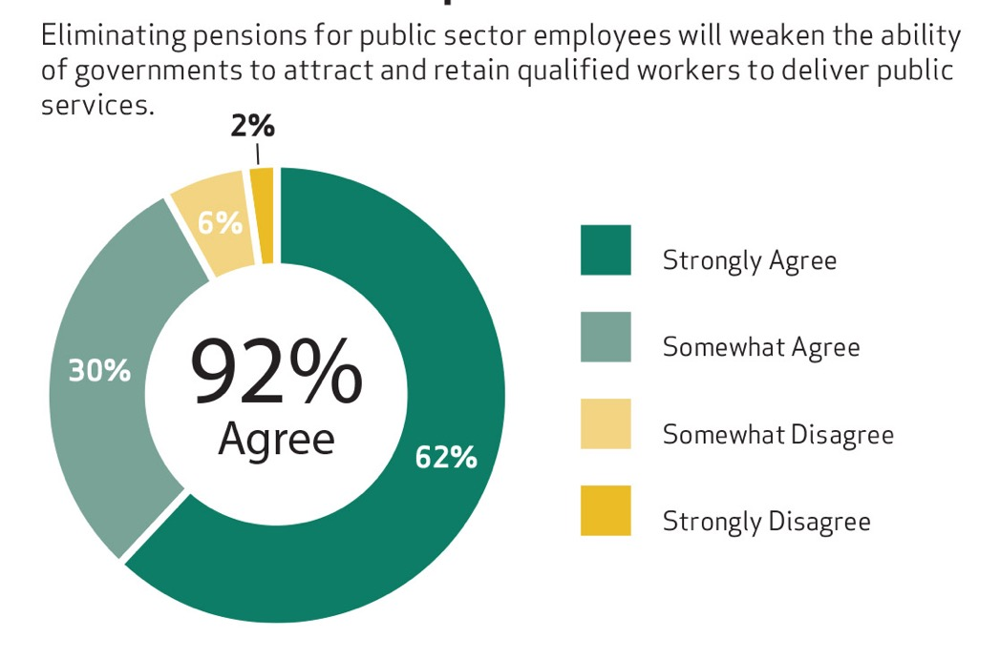 Eliminating pensions for public sector employees will weaken the ability
of governments to attract and retain qualified workers to deliver public
services.
2%
6%
30%
92%
Agree
62%
Strongly Agree
Somewhat Agree
Somewhat Disagree
Strongly Disagree